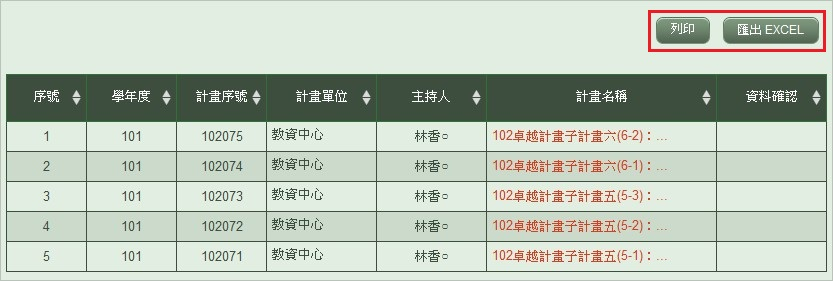 列印 匯出 EXCEL
序號 學年度 計畫序號 計畫單位 主持人 計畫名稱 資料確認
1 101 102075 教資中心 林香○ 102卓越計畫子計畫六(6-2)：...
2 101 102074 教資中心 林香○ 102卓越計畫子計畫六(6-1)：...
3 101 102073 教資中心 林香○ 102卓越計畫子計畫五(5-3)：...
4 101 102072 教資中心 林香○ 102卓越計畫子計畫五(5-2)：...
5 101 102071 教資中心 林香○ 102卓越計畫子計畫五(5-1)：...